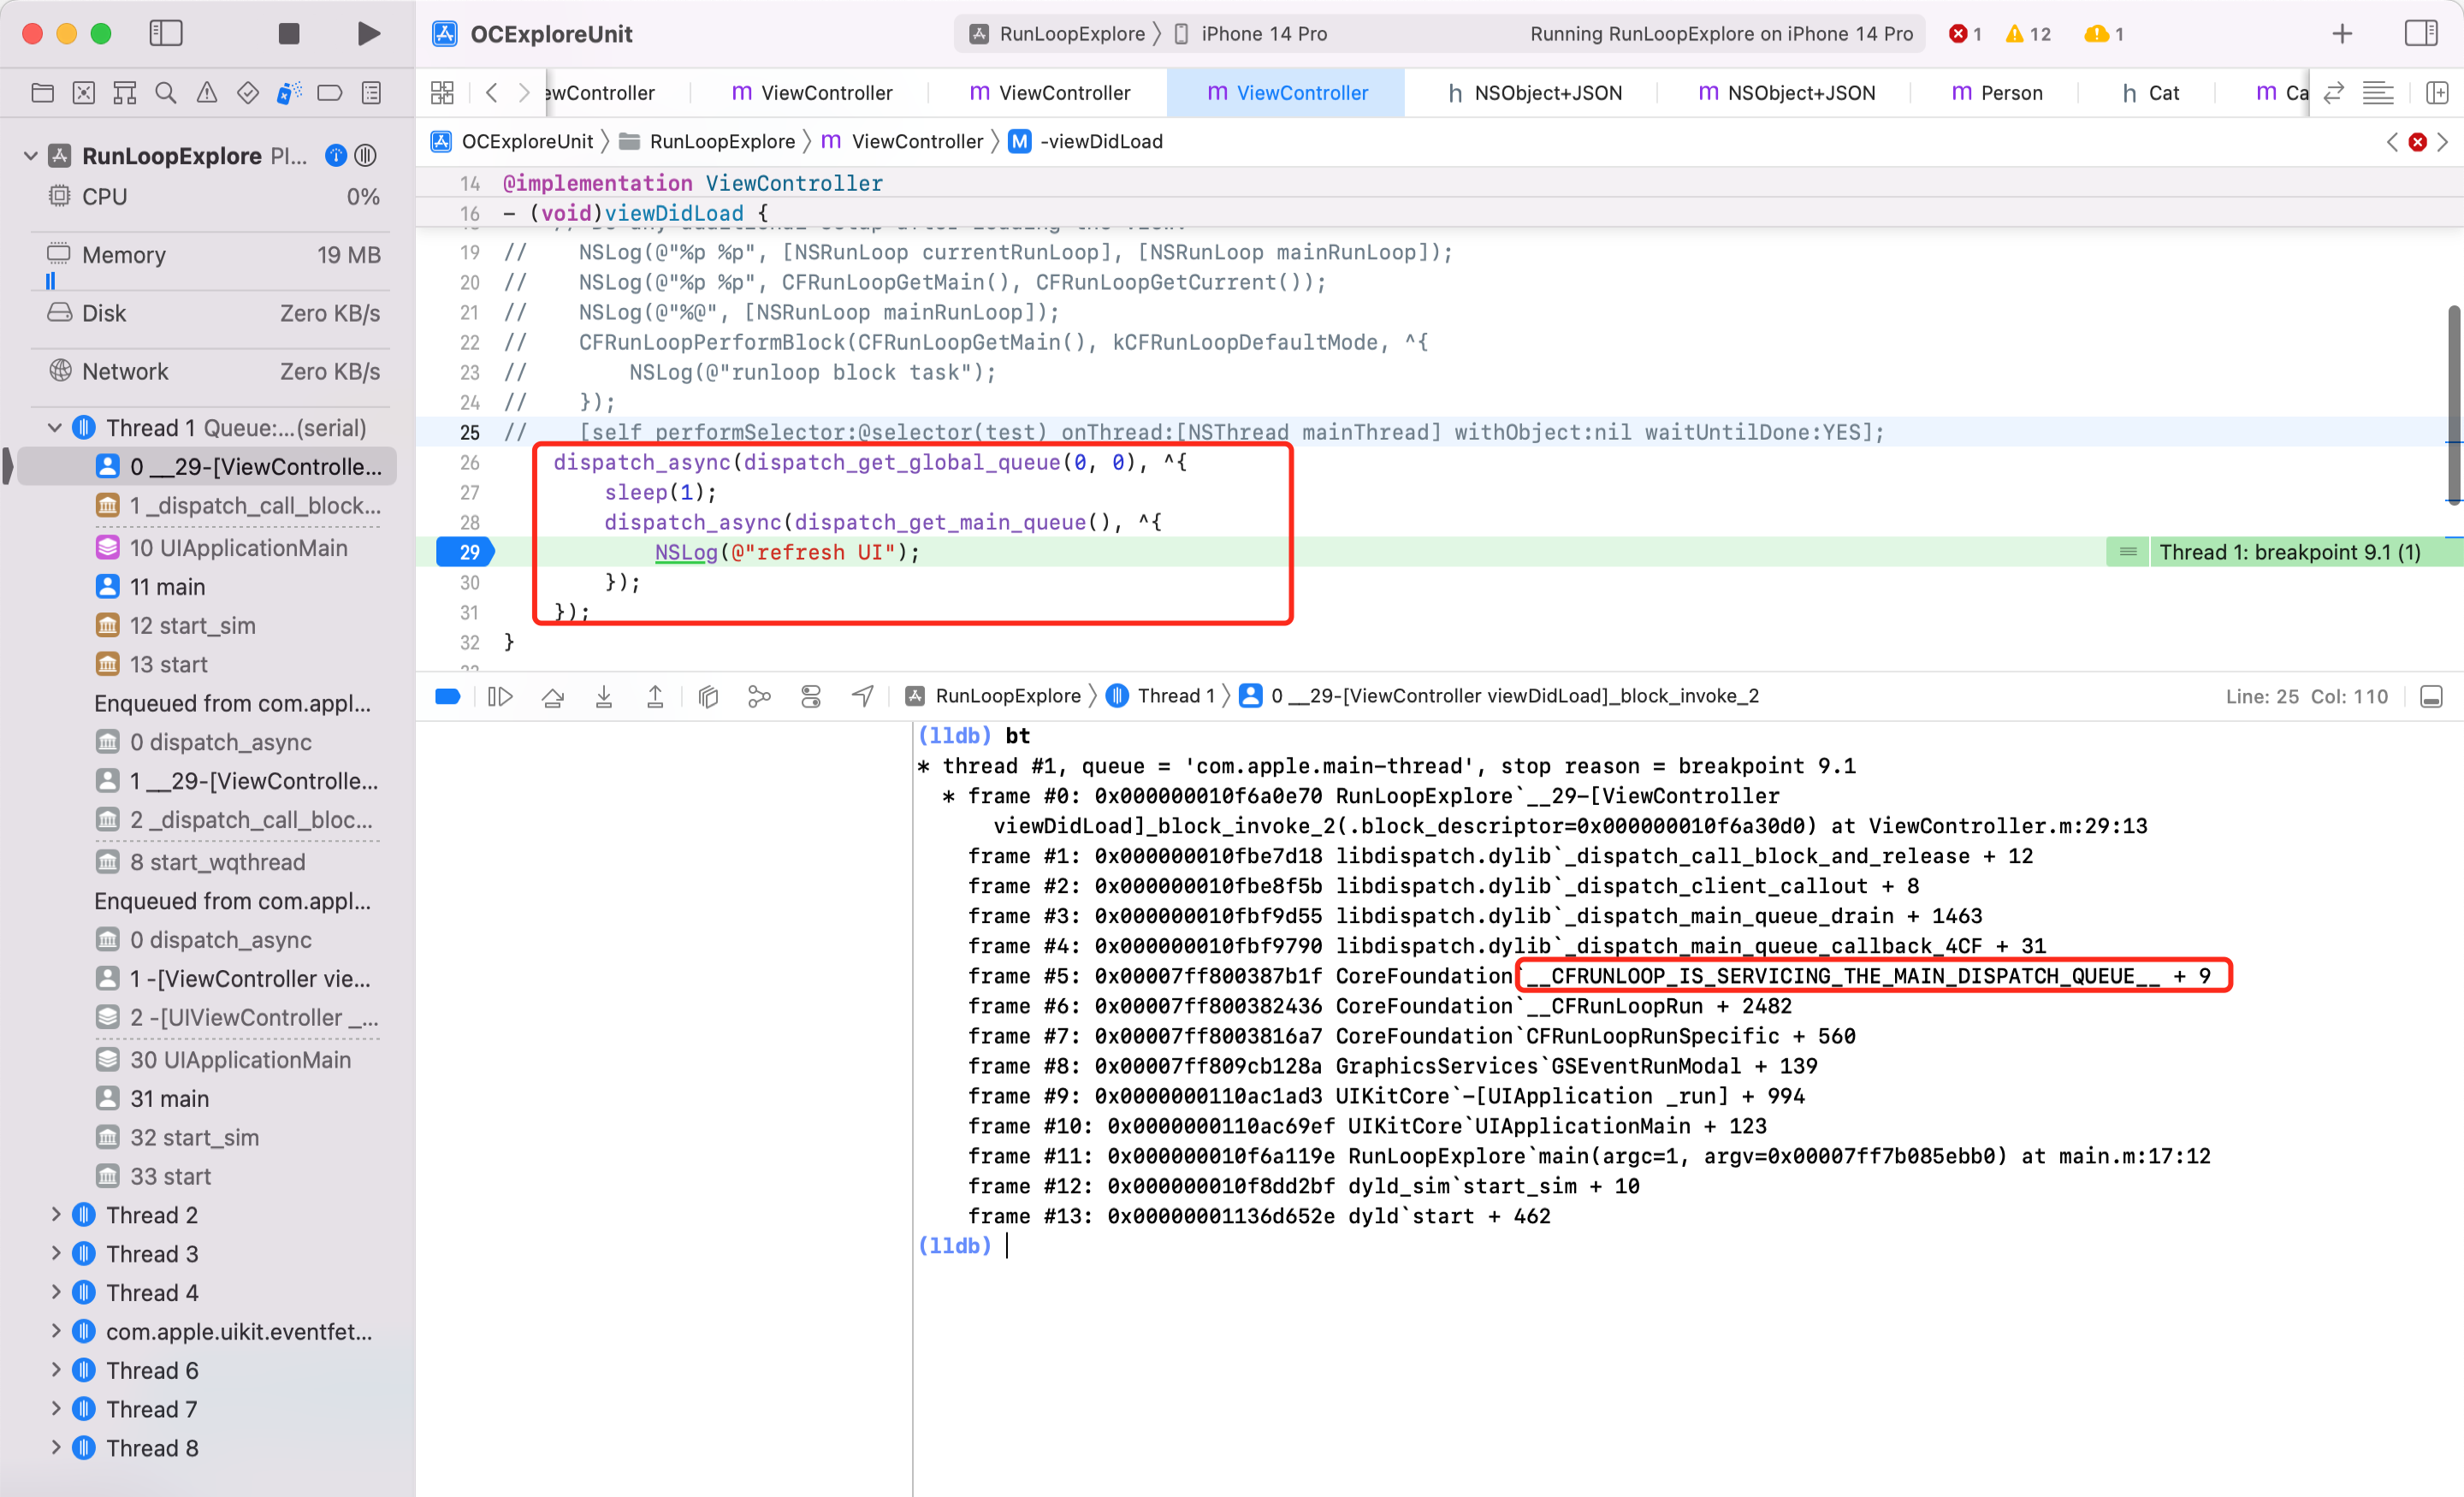 OCExploreUnit
RunLoopExplore
iPhone 14 Pro
Running RunLoopExplore on iPhone 14 Pro
1
12
1
ewController
m ViewController
m ViewController
m ViewController
h NSObject+JSON
m NSObject+JSON
m Person
h Cat
m Ca
OCExploreUnit
RunLoopExplore
m ViewController
M -viewDidLoad
RunLoopExplore Pl...
CPU 0%
Memory 19 MB
Disk Zero KB/s
Network Zero KB/s
Thread 1 Queue:...(serial)
0 __29-[ViewControlle...
1 _dispatch_call_block...
10 UIApplicationMain
11 main
12 start_sim
13 start
Enqueued from com.appl...
0 dispatch_async
1 __29-[ViewControlle...
2 _dispatch_call_bloc...
8 start_wqthread
Enqueued from com.appl...
0 dispatch_async
1 -[ViewController vie...
2 -[UIViewController _...
30 UIApplicationMain
31 main
32 start_sim
33 start
Thread 2
Thread 3
Thread 4
com.apple.uikit.eventfet...
Thread 6
Thread 7
Thread 8
14 @implementation ViewController
16 - (void)viewDidLoad {
19 // NSLog(@"%p %p", [NSRunLoop currentRunLoop], [NSRunLoop mainRunLoop]);
20 // NSLog(@"%p %p", CFRunLoopGetMain(), CFRunLoopGetCurrent());
21 // NSLog(@"%@", [NSRunLoop mainRunLoop]);
22 // CFRunLoopPerformBlock(CFRunLoopGetMain(), kCFRunLoopDefaultMode, ^{
23 // NSLog(@"runloop block task");
24 // });
25 // [self performSelector:@selector(test) onThread:[NSThread mainThread] withObject:nil waitUntilDone:YES];
26 dispatch_async(dispatch_get_global_queue(0, 0), ^{
27 sleep(1);
28 dispatch_async(dispatch_get_main_queue(), ^{
29 NSLog(@"refresh UI");
Thread 1: breakpoint 9.1 (1)
30 });
31 });
32 }
RunLoopExplore
Thread 1
0 __29-[ViewController viewDidLoad]_block_invoke_2
Line: 25 Col: 110
(lldb) bt
* thread #1, queue = 'com.apple.main-thread', stop reason = breakpoint 9.1
* frame #0: 0x000000010f6a0e70 RunLoopExplore`__29-[ViewController
viewDidLoad]_block_invoke_2(.block_descriptor=0x000000010f6a30d0) at ViewController.m:29:13
frame #1: 0x000000010fbe7d18 libdispatch.dylib`_dispatch_call_block_and_release + 12
frame #2: 0x000000010fbe8f5b libdispatch.dylib`_dispatch_client_callout + 8
frame #3: 0x000000010fbf9d55 libdispatch.dylib`_dispatch_main_queue_drain + 1463
frame #4: 0x000000010fbf9790 libdispatch.dylib`_dispatch_main_queue_callback_4CF + 31
frame #5: 0x00007ff800387b1f CoreFoundation`__CFRUNLOOP_IS_SERVICING_THE_MAIN_DISPATCH_QUEUE__ + 9
frame #6: 0x00007ff800382436 CoreFoundation`__CFRunLoopRun + 2482
frame #7: 0x00007ff8003816a7 CoreFoundation`CFRunLoopRunSpecific + 560
frame #8: 0x00007ff809cb128a GraphicsServices`GSEventRunModal + 139
frame #9: 0x0000000110ac1ad3 UIKitCore`-[UIApplication _run] + 994
frame #10: 0x0000000110ac69ef UIKitCore`UIApplicationMain + 123
frame #11: 0x000000010f6a119e RunLoopExplore`main(argc=1, argv=0x00007ff7b085ebb0) at main.m:17:12
frame #12: 0x000000010f8dd2bf dyld_sim`start_sim + 10
frame #13: 0x00000001136d652e dyld`start + 462
(lldb)